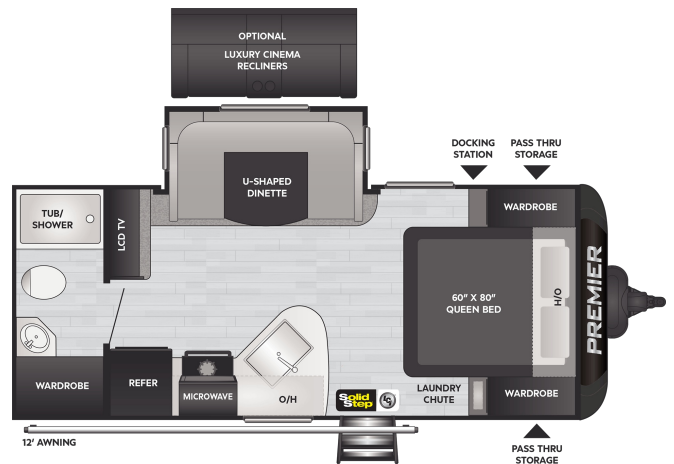 OPTIONAL
LUXURY CINEMA
RECLINERS
DOCKING
STATION
PASS THRU
STORAGE
U-SHAPED
DINETTE
TUB/
SHOWER
LCD TV
WARDROBE
60" X 80"
QUEEN BED
H/O
PREMIER
WARDROBE
REFER
MICROWAVE
O/H
Solid
Step
LAUNDRY
CHUTE
WARDROBE
12' AWNING
PASS THRU
STORAGE